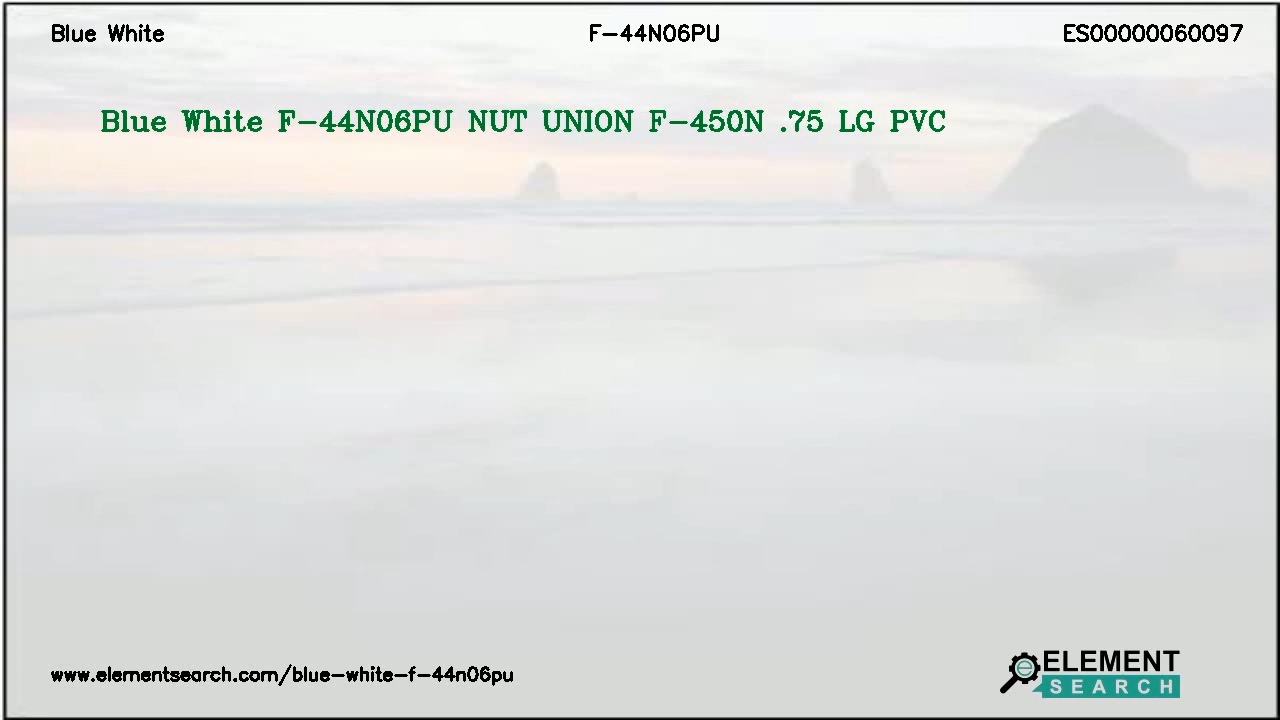 Blue White F-44N06PU ES00000060097
Blue White F-44N06PU NUT UNION F-450N .75 LG PVC
www.elementsearch.com/blue-white-f-44n06pu
ELEMENT
SEARCH